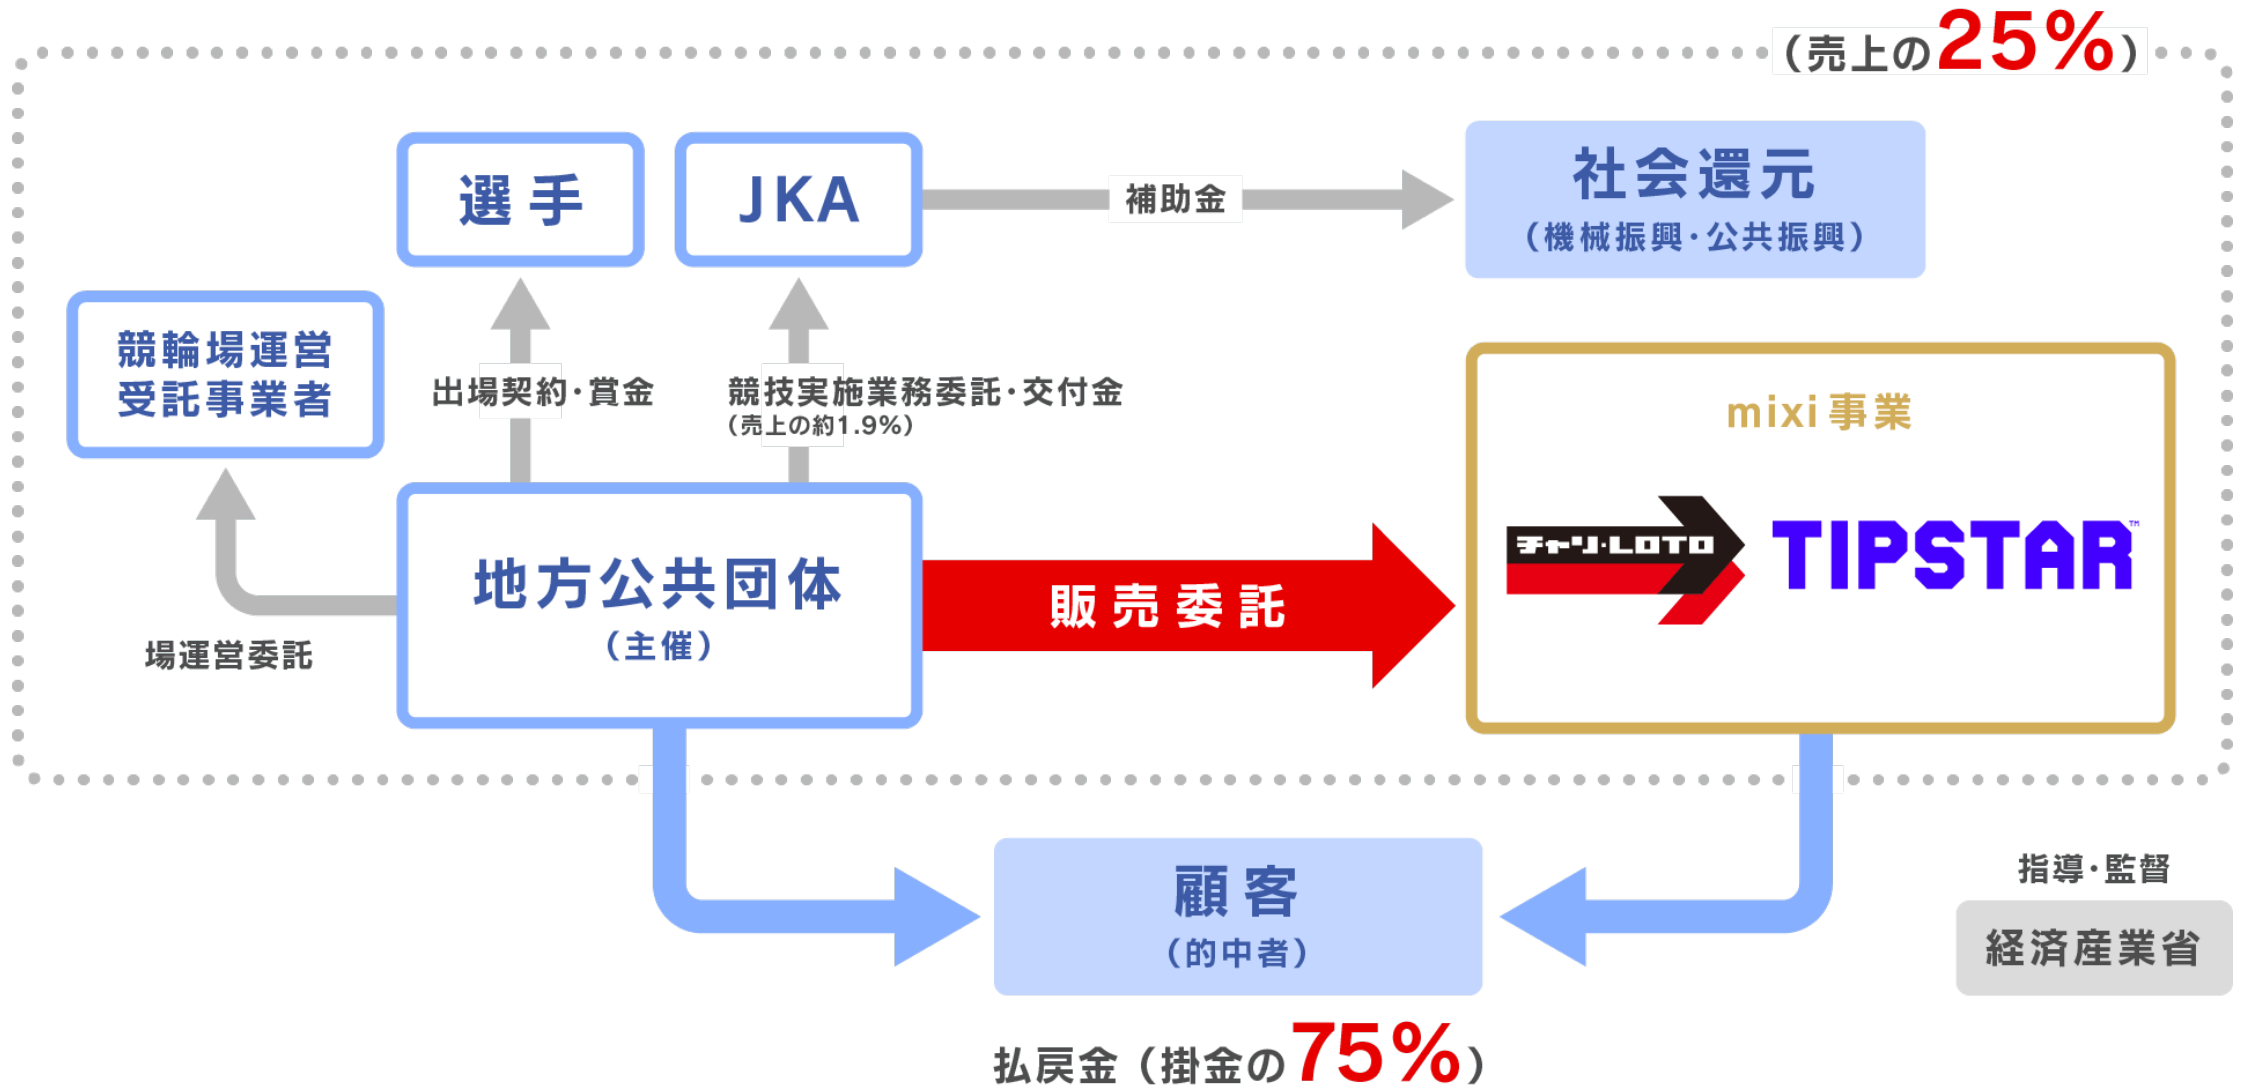 （売上の25%）
選手
JKA
補助金
社会還元
（機械振興・公共振興）
競輪場運営
受託事業者
出場契約・賞金
競技実施業務委託・交付金
（売上の約1.9%）
mixi事業
チャリ・LOTO
TIPSTAR™
地方公共団体
（主催）
販売委託
場運営委託
顧客
（的中者）
指導・監督
経済産業省
払戻金（掛金の75%）